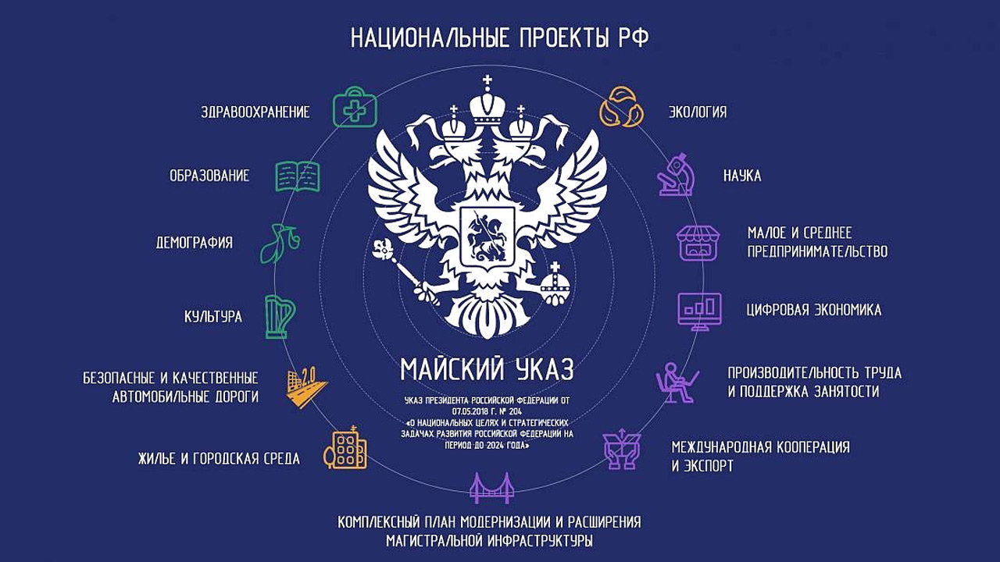 НАЦИОНАЛЬНЫЕ ПРОЕКТЫ РФ
ЗДРАВООХРАНЕНИЕ
ОБРАЗОВАНИЕ
ДЕМОГРАФИЯ
КУЛЬТУРА
БЕЗОПАСНЫЕ И КАЧЕСТВЕННЫЕ
АВТОМОБИЛЬНЫЕ ДОРОГИ
2.0
ЖИЛЬЕ И ГОРОДСКАЯ СРЕДА
ЭКОЛОГИЯ
НАУКА
МАЛОЕ И СРЕДНЕЕ
ПРЕДПРИНИМАТЕЛЬСТВО
ЦИФРОВАЯ ЭКОНОМИКА
ПРОИЗВОДИТЕЛЬНОСТЬ ТРУДА
И ПОДДЕРЖКА ЗАНЯТОСТИ
МЕЖДУНАРОДНАЯ КООПЕРАЦИЯ
И ЭКСПОРТ
МАЙСКИЙ УКАЗ
УКАЗ ПРЕЗИДЕНТА РОССИЙСКОЙ ФЕДЕРАЦИИ ОТ
07.05.2018 Г. № 204
«О НАЦИОНАЛЬНЫХ ЦЕЛЯХ И СТРАТЕГИЧЕСКИХ
ЗАДАЧАХ РАЗВИТИЯ РОССИЙСКОЙ ФЕДЕРАЦИЙ НА
ПЕРИОД ДО 2024 ГОДА»
КОМПЛЕКСНЫЙ ПЛАН МОДЕРНИЗАЦИИ И РАСШИРЕНИЯ
МАГИСТРАЛЬНОЙ ИНФРАСТРУКТУРЫ